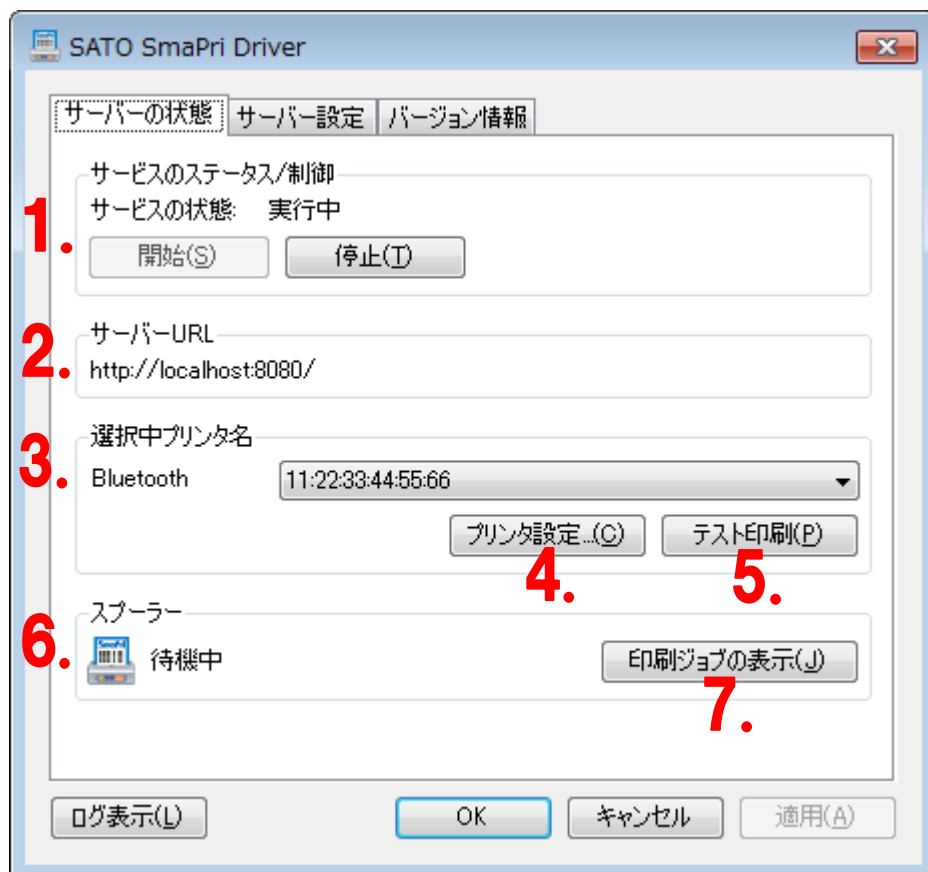 SATO SmaPri Driver
サーバーの状態 サーバー設定 バージョン情報
サービスのステータス/制御
1. サービスの状態: 実行中
開始(S) 停止(T)
サーバーURL
2. http://localhost:8080/
選択中プリンタ名
3. Bluetooth 11:22:33:44:55:66
プリンタ設定...(C) テスト印刷(P)
4. 5.
スプーラー
6. 待機中 印刷ジョブの表示(J)
7.
ログ表示(L) OK キャンセル 適用(A)